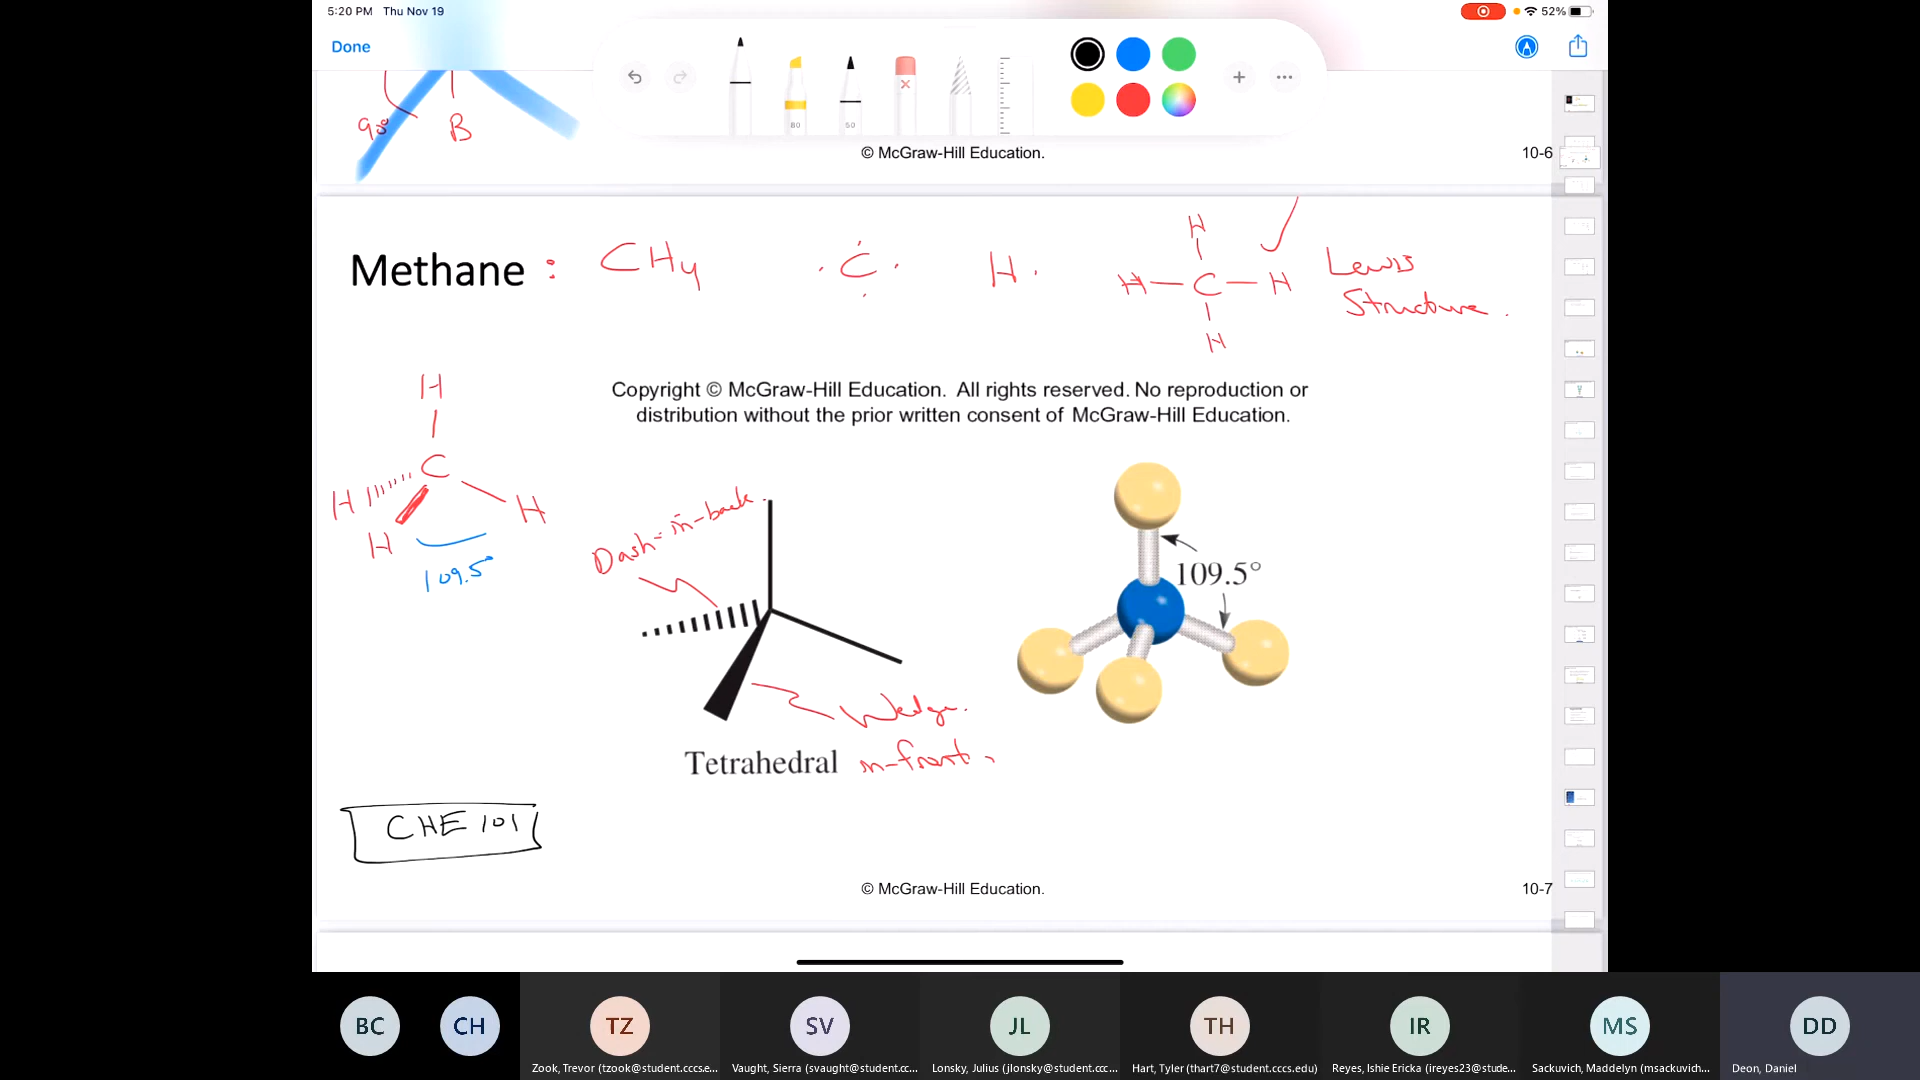 5:20 PM Thu Nov 19
52%
Done
80
50
90°
B
© McGraw-Hill Education.
10-6
Methane : CH4
C
H
H
H — C — H
H
Lewis
Structure.
Copyright © McGraw-Hill Education. All rights reserved. No reproduction or
distribution without the prior written consent of McGraw-Hill Education.
H
C
H
H
H
109.5°
Dash-in-back.
109.5°
Wedge.
in-front.
Tetrahedral
CHE 101
© McGraw-Hill Education.
10-7
BC
CH
TZ
SV
JL
TH
IR
MS
DD
Zook, Trevor (tzook@student.cccs.e...
Vaught, Sierra (svaught@student.cc...
Lonsky, Julius (jlonsky@student.ccc...
Hart, Tyler (thart7@student.cccs.edu)
Reyes, Ishie Ericka (ireyes23@stude...
Sackuvich, Maddelyn (msackuvich...
Deon, Daniel